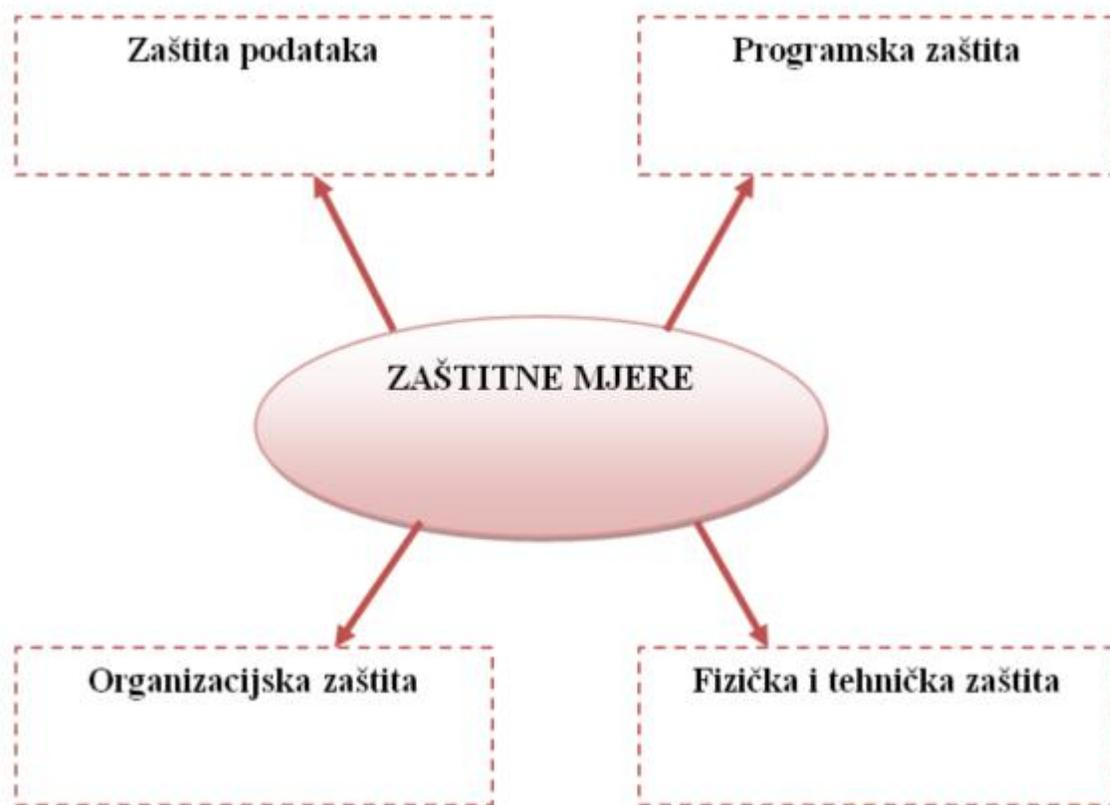 Zaštita podataka
Programska zaštita
ZAŠTITNE MJERE
Organizacijska zaštita
Fizička i tehnička zaštita